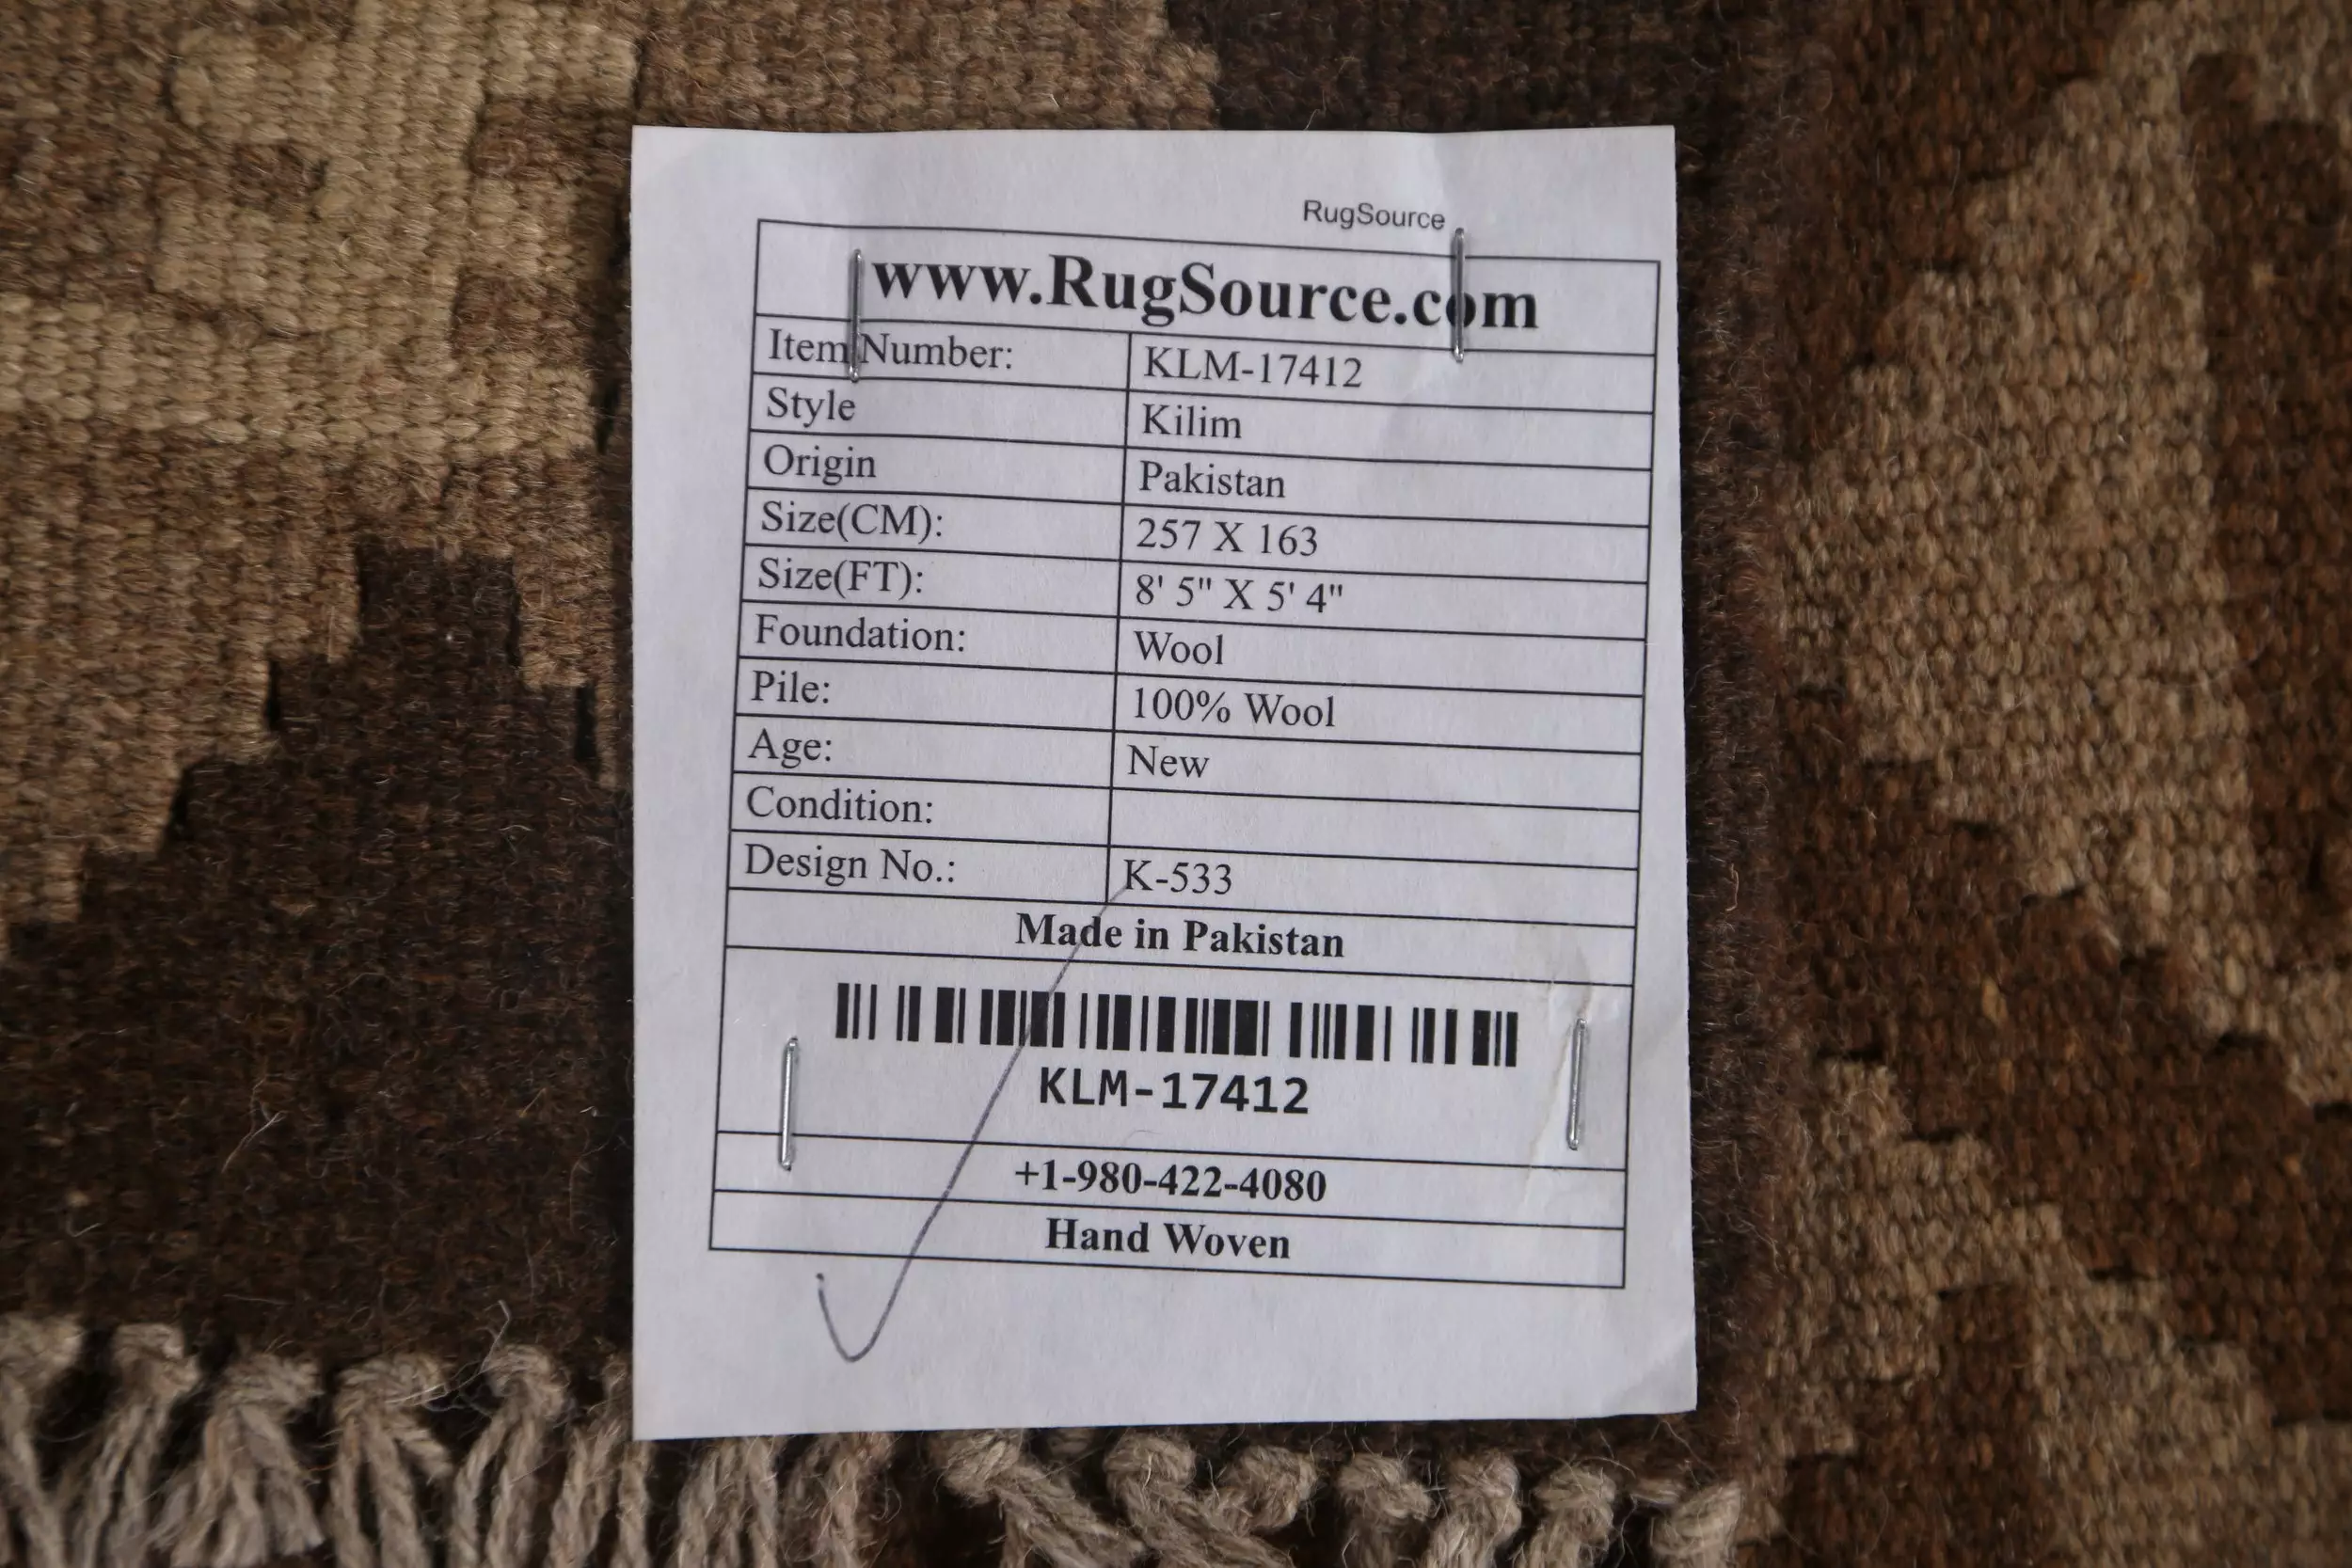 RugSource
www.RugSource.com
Item Number: KLM-17412
Style Kilim
Origin Pakistan
Size(CM): 257 X 163
Size(FT): 8' 5" X 5' 4"
Foundation: Wool
Pile: 100% Wool
Age: New
Condition:
Design No.: K-533
Made in Pakistan
KLM-17412
+1-980-422-4080
Hand Woven